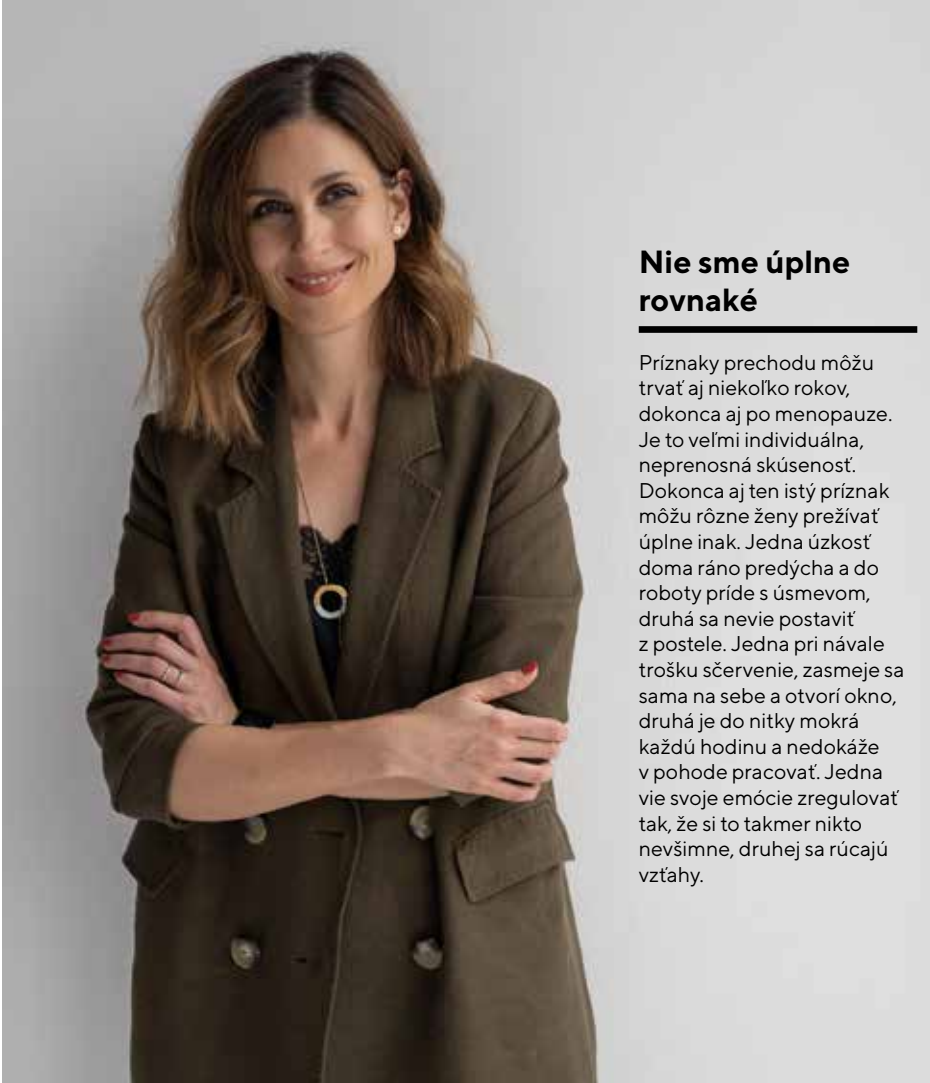 Nie sme úplne
rovnaké
Príznaky prechodu môžu
trvať aj niekoľko rokov,
dokonca aj po menopauze.
Je to veľmi individuálna,
neprenosná skúsenosť.
Dokonca aj ten istý príznak
môžu rôzne ženy prežívať
úplne inak. Jedna úzkosť
doma ráno predýcha a do
roboty príde s úsmevom,
druhá sa nevie postaviť
z postele. Jedna pri návale
trošku sčervenie, zasmeje sa
sama na sebe a otvorí okno,
druhá je do nitky mokrá
každú hodinu a nedokáže
v pohode pracovať. Jedna
vie svoje emócie zregulovať
tak, že si to takmer nikto
nevšimne, druhej sa rúcajú
vzťahy.